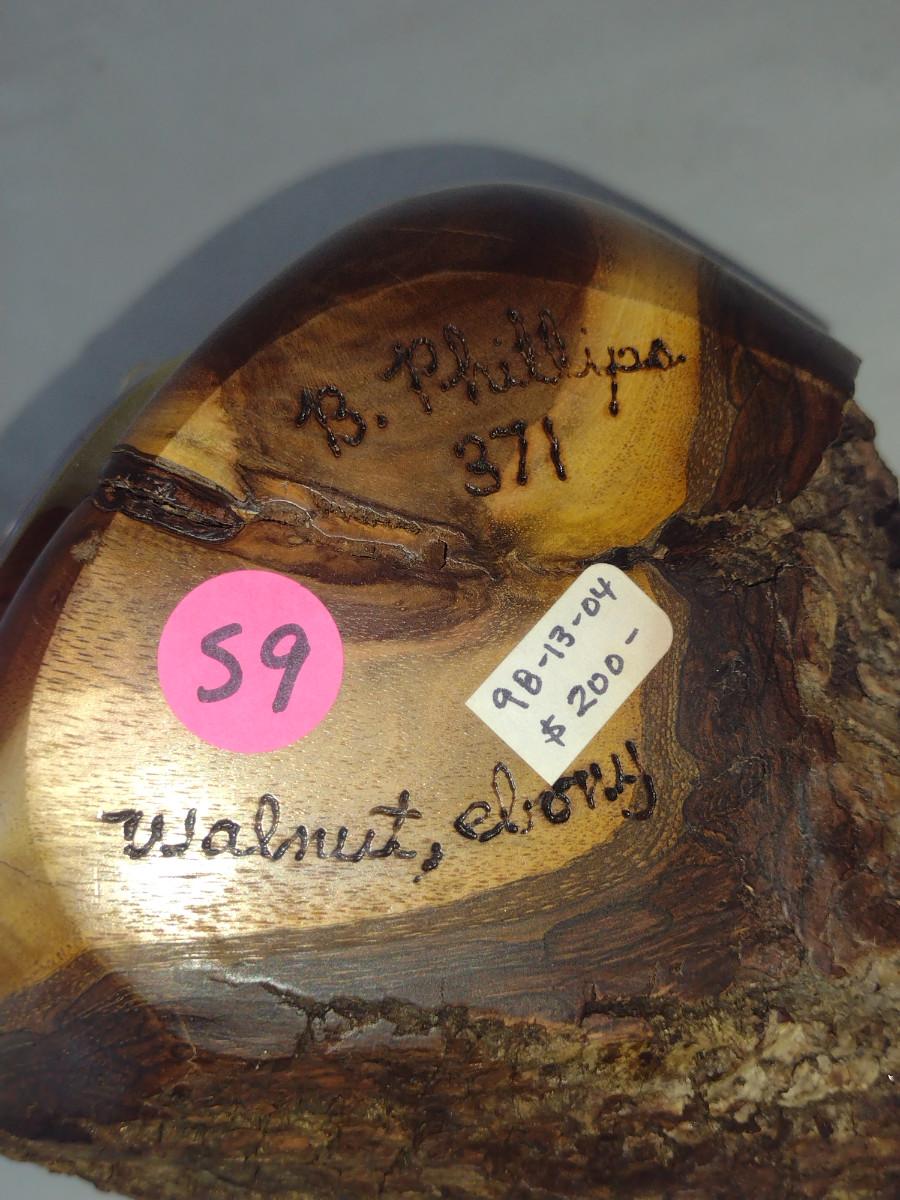 B. Phillips
371
59
98-13-04
$200-
walnut, ebony